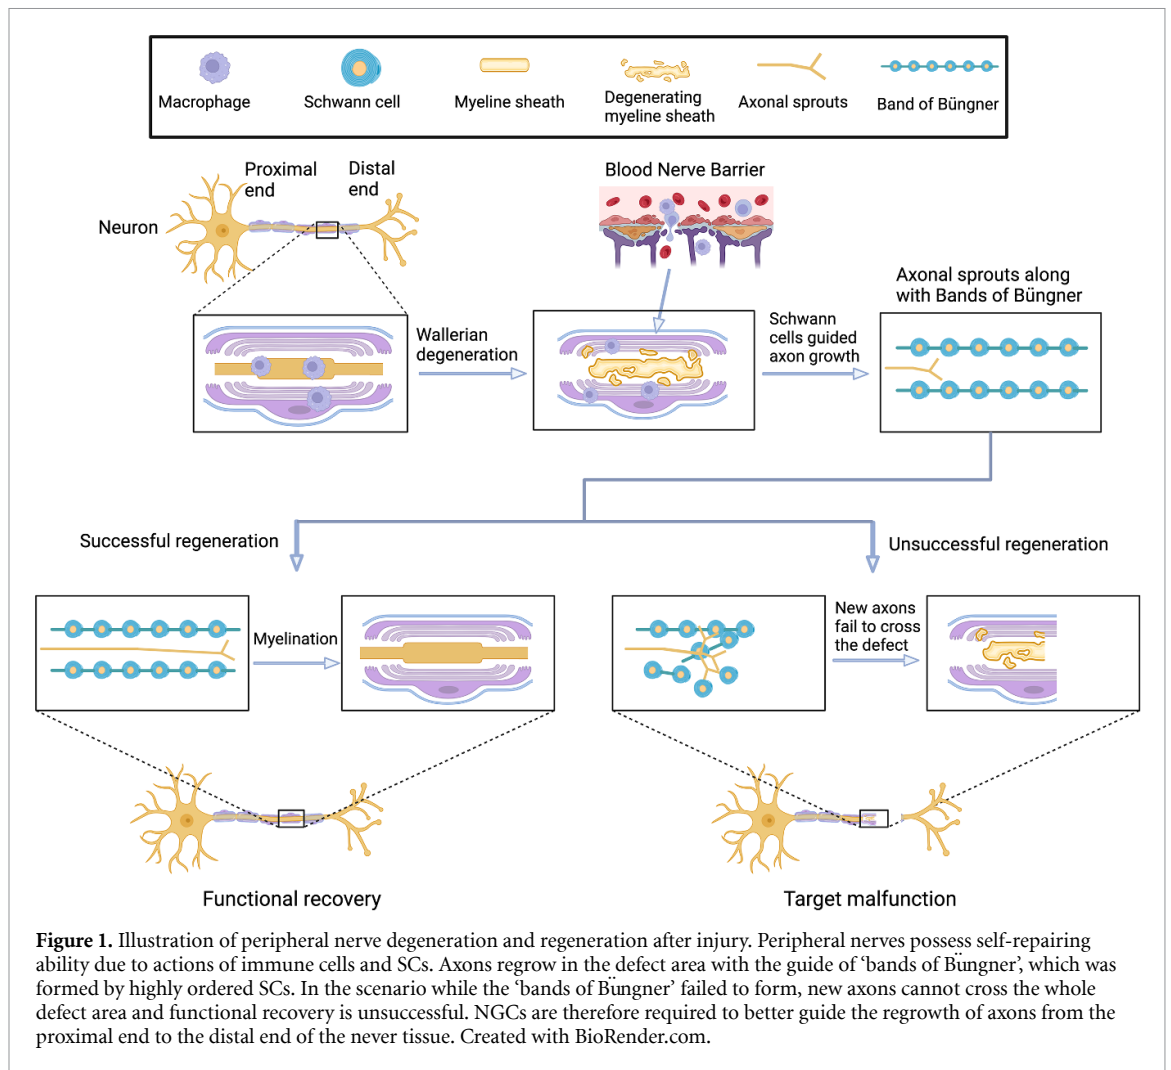 Macrophage
Schwann cell
Myeline sheath
Degenerating
myeline sheath
Axonal sprouts
Band of Büngner
Proximal
end
Distal
end
Blood Nerve Barrier
Neuron
Axonal sprouts along
with Bands of Büngner
Wallerian
degeneration
Schwann
cells guided
axon growth
Successful regeneration
Unsuccessful regeneration
Myelination
New axons
fail to cross
the defect
Functional recovery
Target malfunction
Figure 1. Illustration of peripheral nerve degeneration and regeneration after injury. Peripheral nerves possess self-repairing
ability due to actions of immune cells and SCs. Axons regrow in the defect area with the guide of ‘bands of Büngner’, which was
formed by highly ordered SCs. In the scenario while the ‘bands of Büngner’ failed to form, new axons cannot cross the whole
defect area and functional recovery is unsuccessful. NGCs are therefore required to better guide the regrowth of axons from the
proximal end to the distal end of the never tissue. Created with BioRender.com.